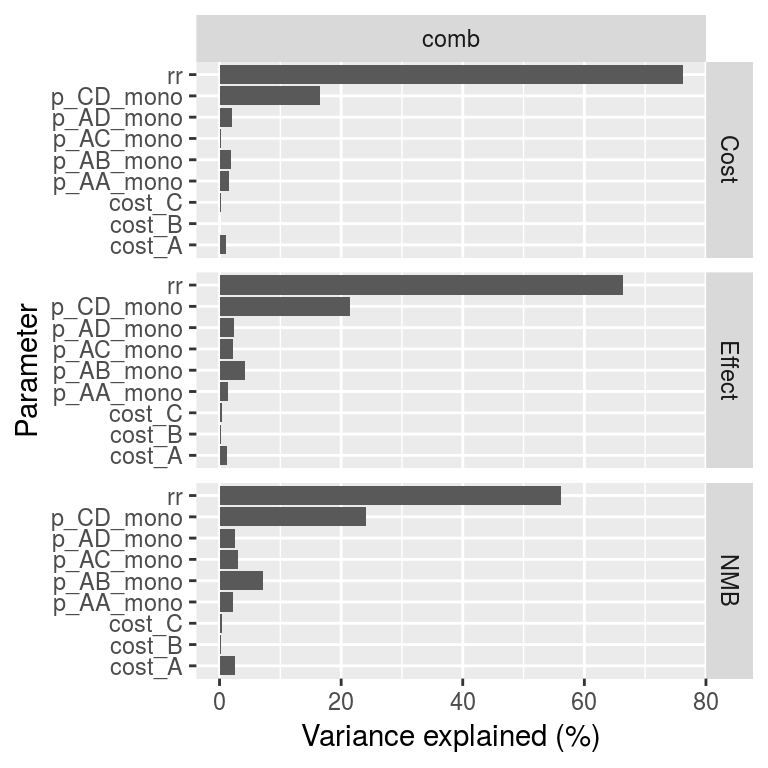 comb
rr
p_CD_mono
p_AD_mono
p_AC_mono
p_AB_mono
p_AA_mono
cost_C
cost_B
cost_A
Cost
rr
p_CD_mono
p_AD_mono
p_AC_mono
p_AB_mono
p_AA_mono
cost_C
cost_B
cost_A
Effect
rr
p_CD_mono
p_AD_mono
p_AC_mono
p_AB_mono
p_AA_mono
cost_C
cost_B
cost_A
NMB
Parameter
0 20 40 60 80
Variance explained (%)